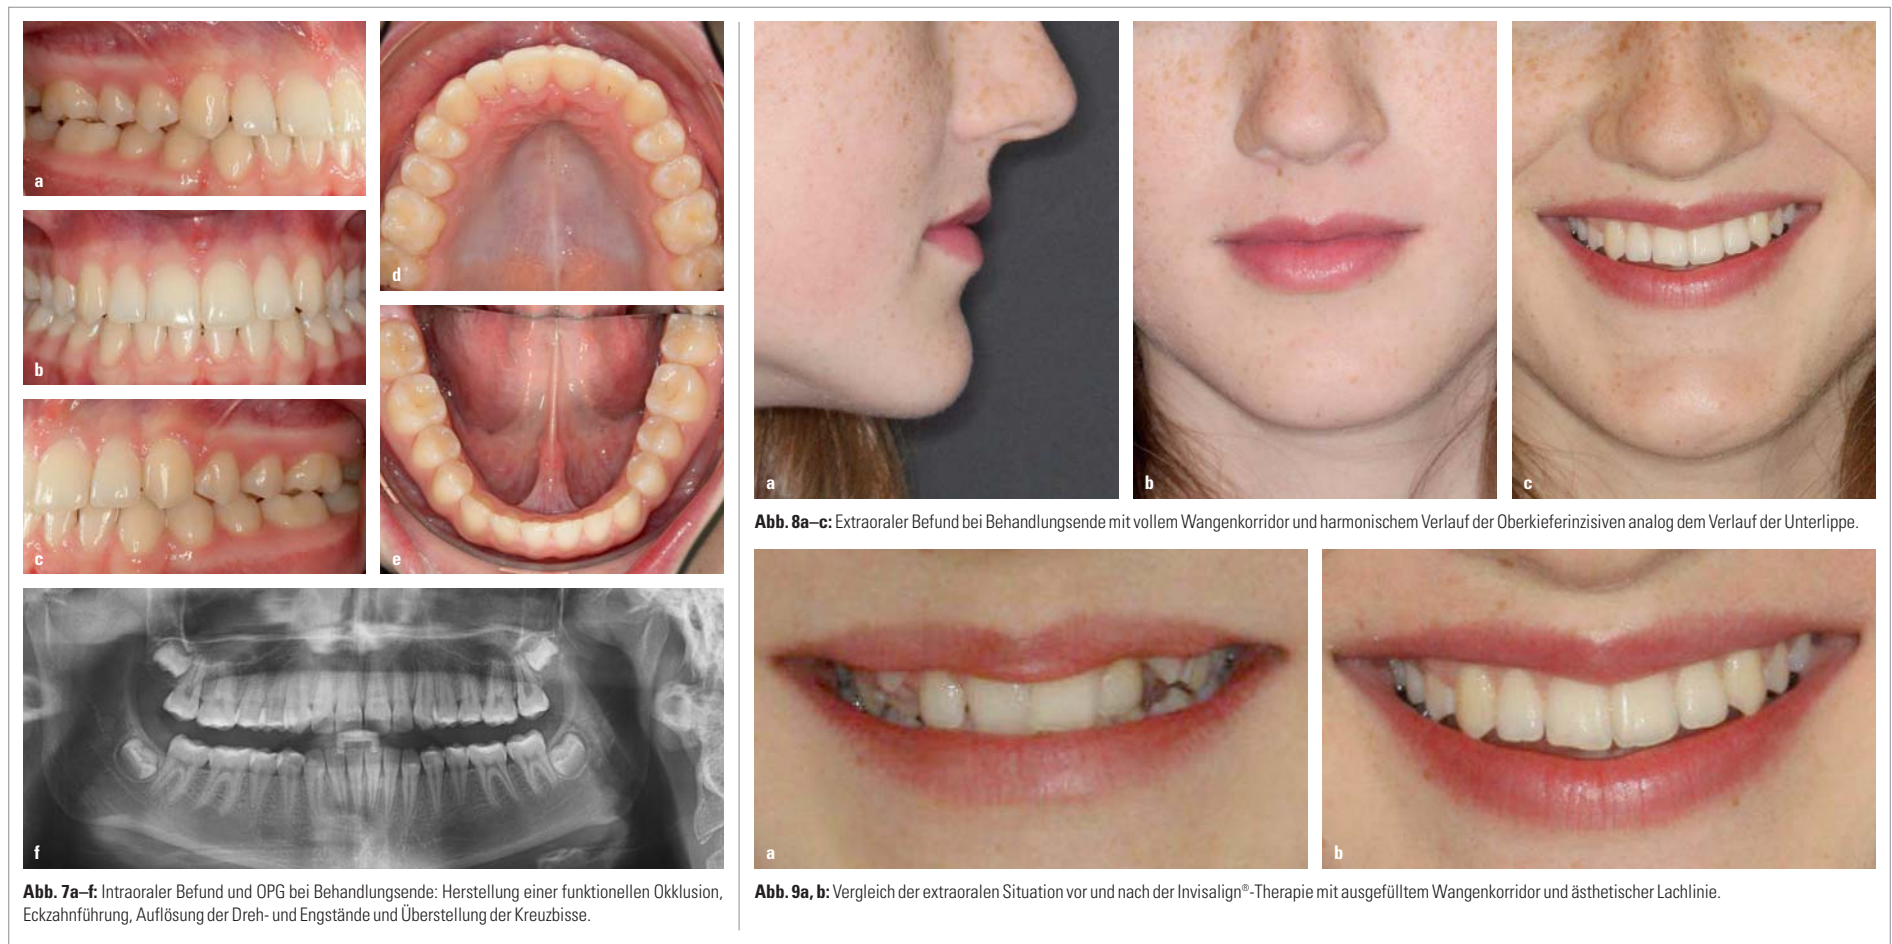 a
b
c
d
e
f
Abb. 7a–f: Intraoraler Befund und OPG bei Behandlungsende: Herstellung einer funktionellen Okklusion,
Eckzahnführung, Auflösung der Dreh- und Engstände und Überstellung der Kreuzbisse.
a
b
c
Abb. 8a–c: Extraoraler Befund bei Behandlungsende mit vollem Wangenkorridor und harmonischem Verlauf der Oberkieferinzisiven analog dem Verlauf der Unterlippe.
a
b
Abb. 9a, b: Vergleich der extraoralen Situation vor und nach der Invisalign®-Therapie mit ausgefülltem Wangenkorridor und ästhetischer Lachlinie.